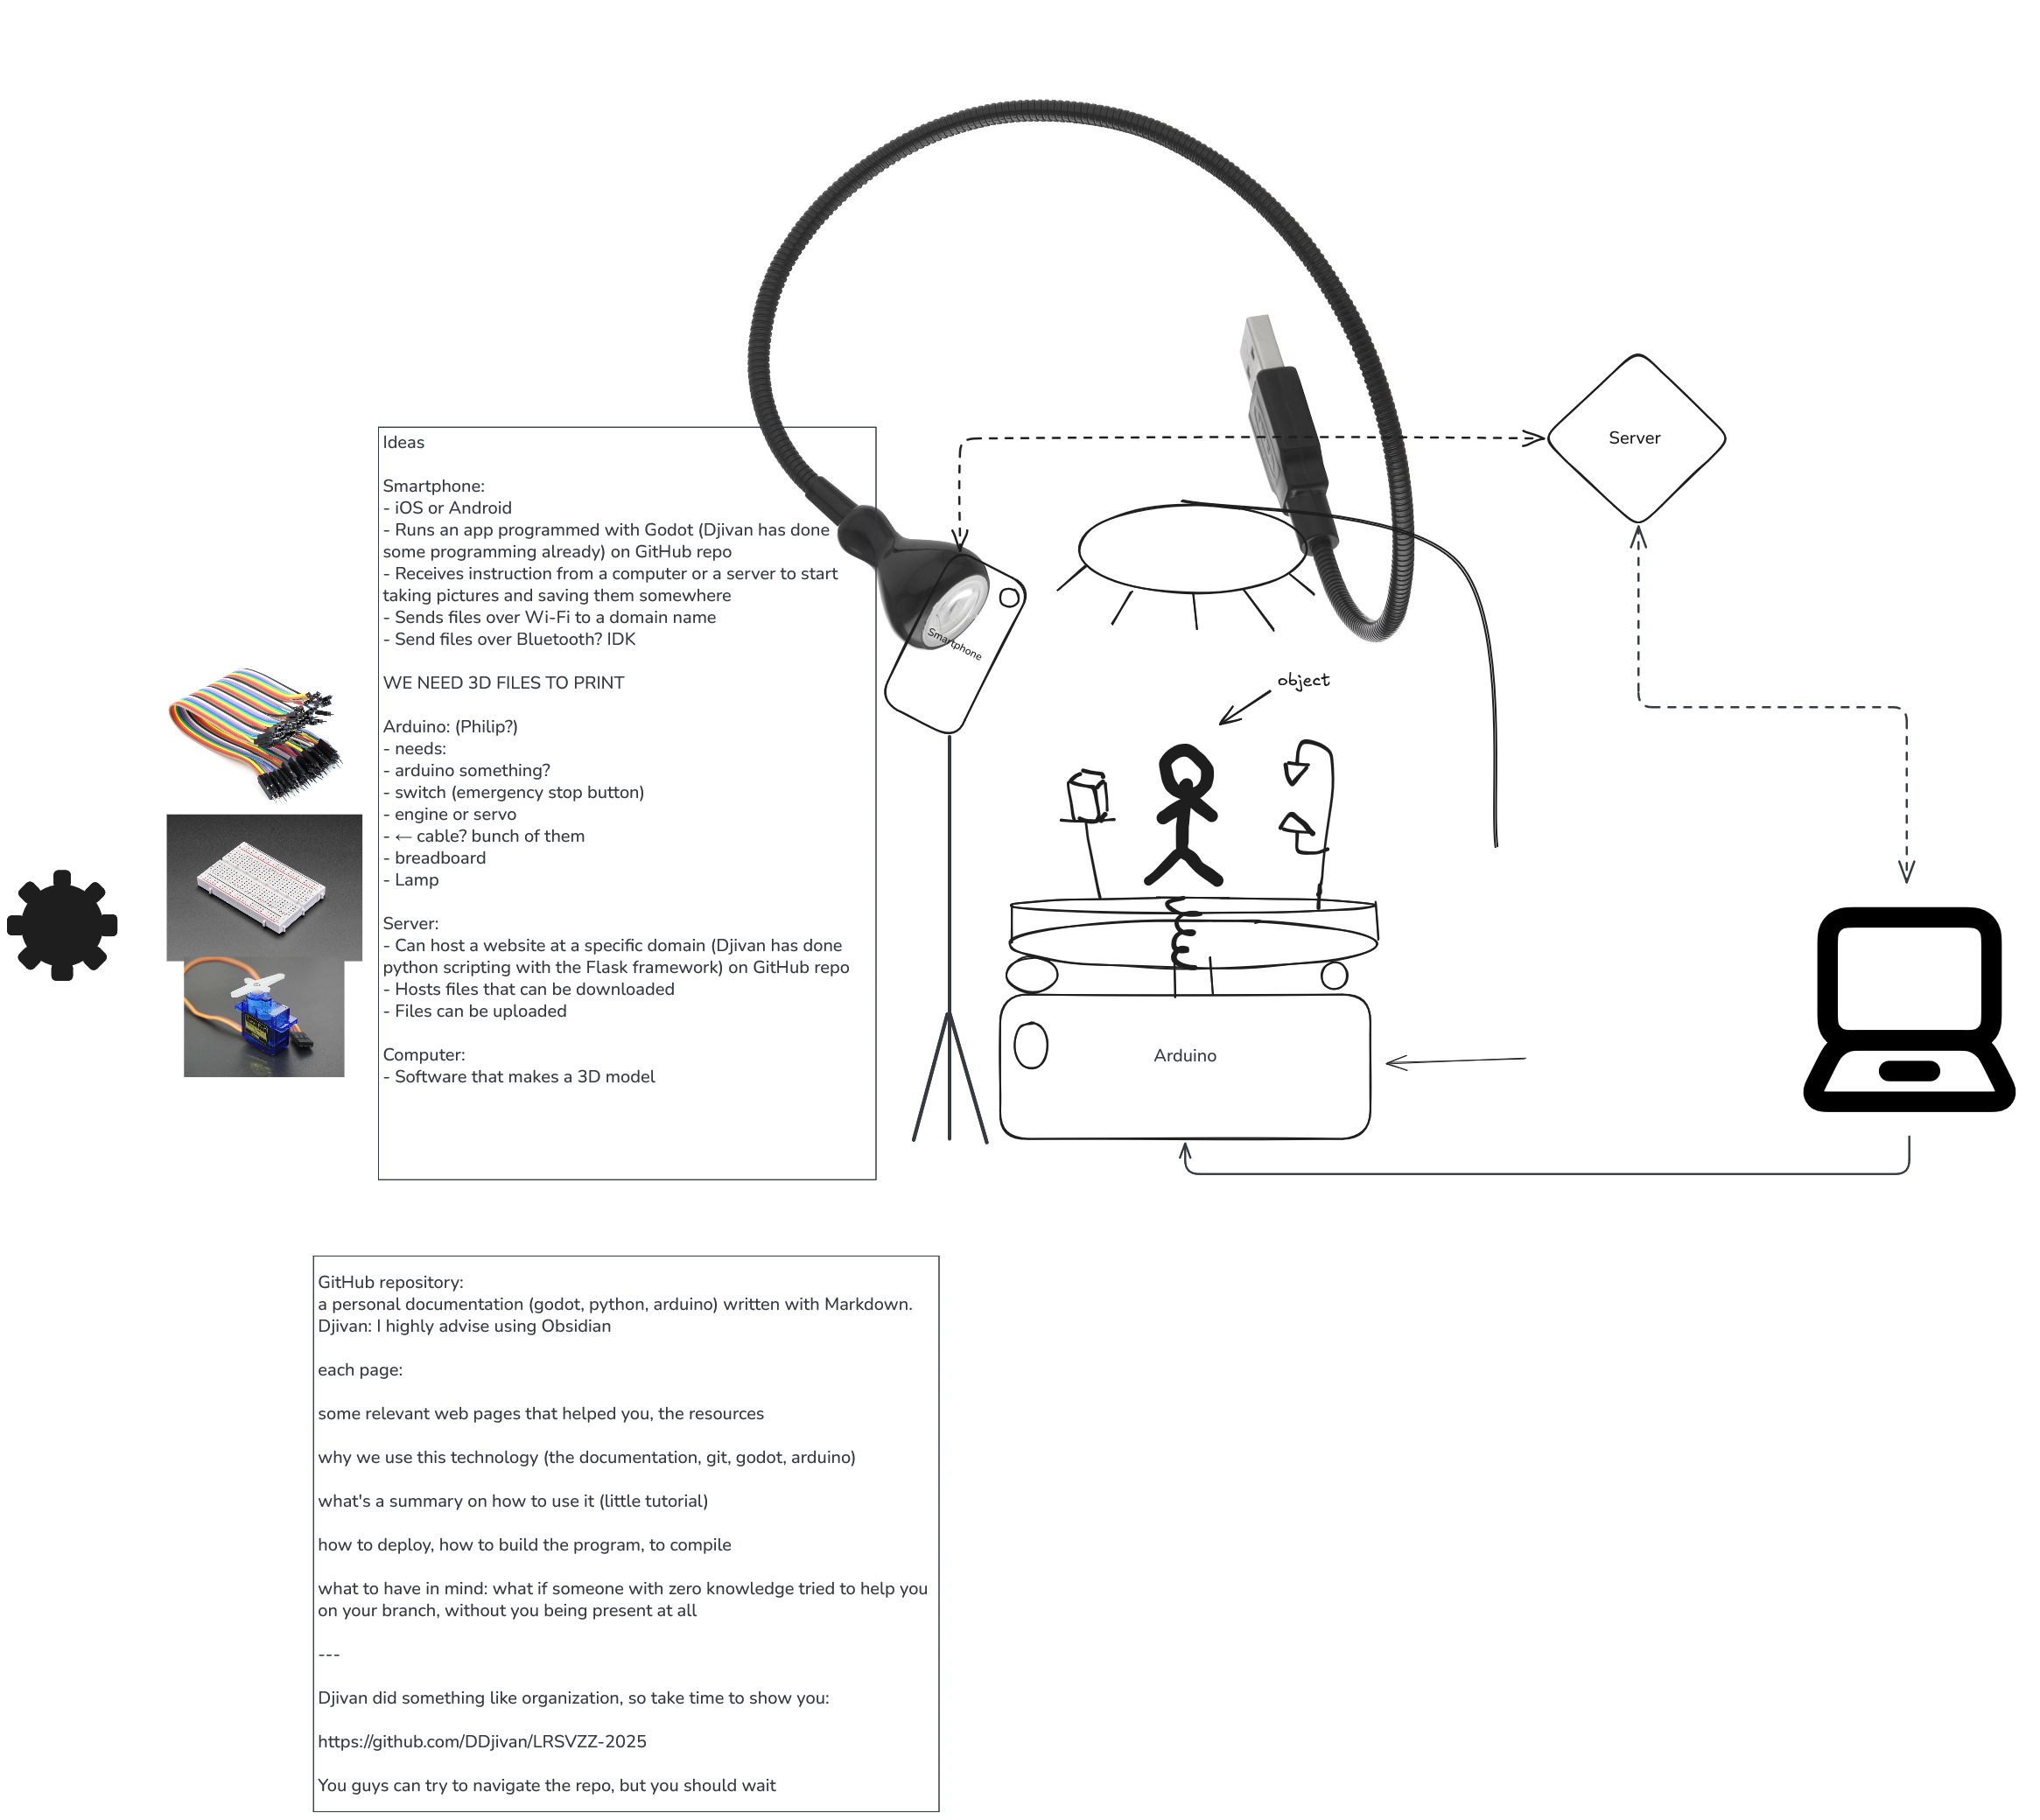 Ideas
Smartphone:
- iOS or Android
- Runs an app programmed with Godot (Djivan has done
some programming already) on GitHub repo
- Receives instruction from a computer or a server to start
taking pictures and saving them somewhere
- Sends files over Wi-Fi to a domain name
- Send files over Bluetooth? IDK
WE NEED 3D FILES TO PRINT
Arduino: (Philip?)
- needs:
- arduino something?
- switch (emergency stop button)
- engine or servo
- ← cable? bunch of them
- breadboard
- Lamp
Server:
- Can host a website at a specific domain (Djivan has done
python scripting with the Flask framework) on GitHub repo
- Hosts files that can be downloaded
- Files can be uploaded
Computer:
- Software that makes a 3D model
Smartphone
Server
object
Arduino
GitHub repository:
a personal documentation (godot, python, arduino) written with Markdown.
Djivan: I highly advise using Obsidian
each page:
some relevant web pages that helped you, the resources
why we use this technology (the documentation, git, godot, arduino)
what's a summary on how to use it (little tutorial)
how to deploy, how to build the program, to compile
what to have in mind: what if someone with zero knowledge tried to help you
on your branch, without you being present at all
---
Djivan did something like organization, so take time to show you:
https://github.com/DDjivan/LRSVZZ-2025
You guys can try to navigate the repo, but you should wait